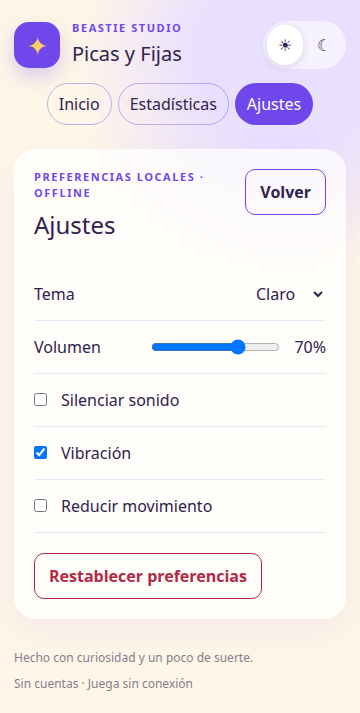 BEASTIE STUDIO
Picas y Fijas
Inicio
Estadísticas
Ajustes
PREFERENCIAS LOCALES ·
OFFLINE
Volver
Ajustes
Tema
Claro
Volumen
70%
Silenciar sonido
Vibración
Reducir movimiento
Restablecer preferencias
Hecho con curiosidad y un poco de suerte.
Sin cuentas · Juega sin conexión